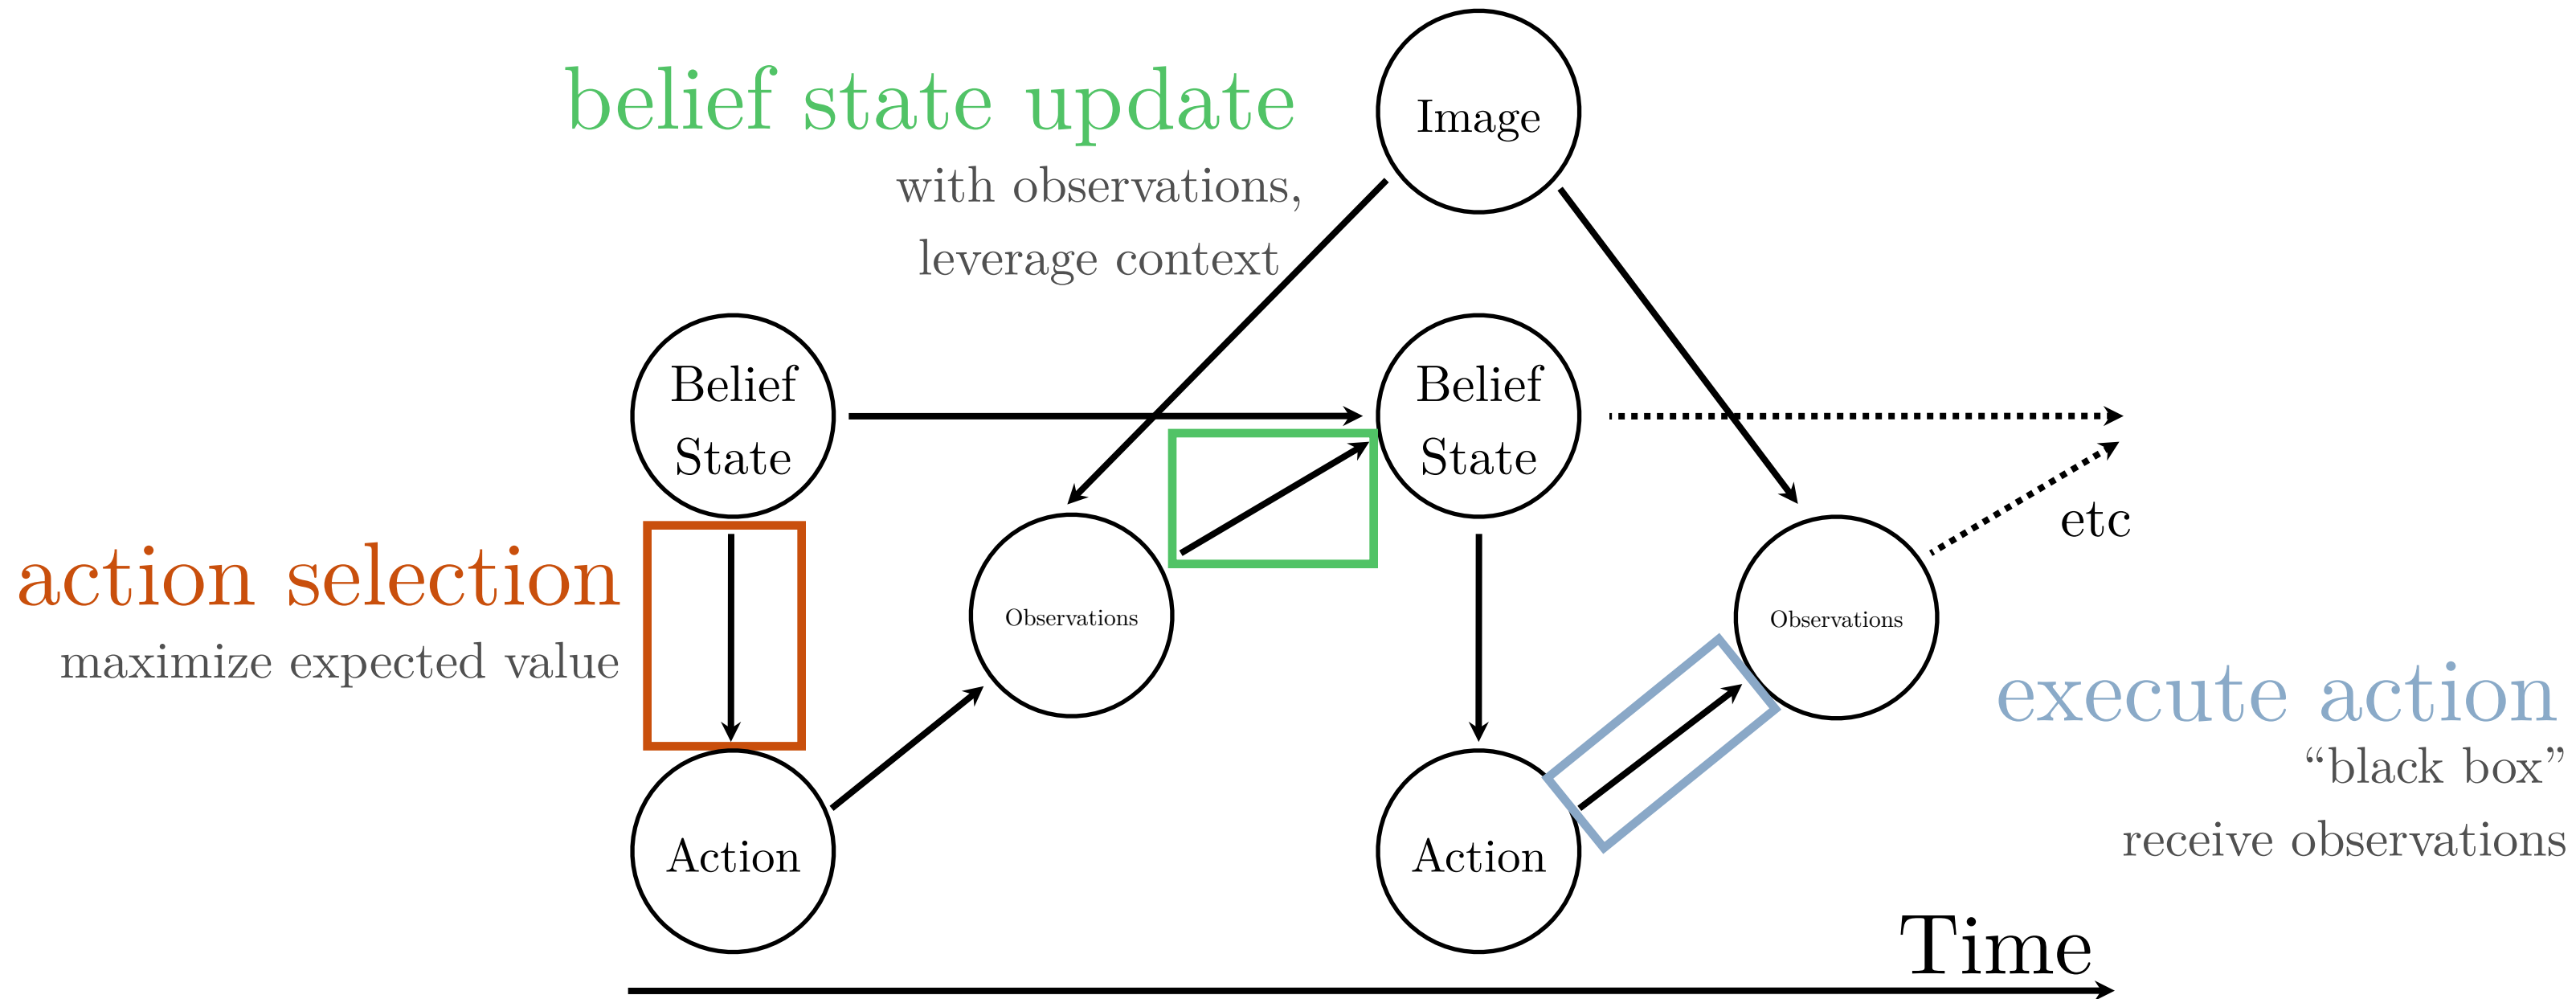 belief state update
with observations,
leverage context
Image
Belief
State
Belief
State
etc
action selection
maximize expected value
Observations
Observations
execute action
“black box”
receive observations
Action
Action
Time